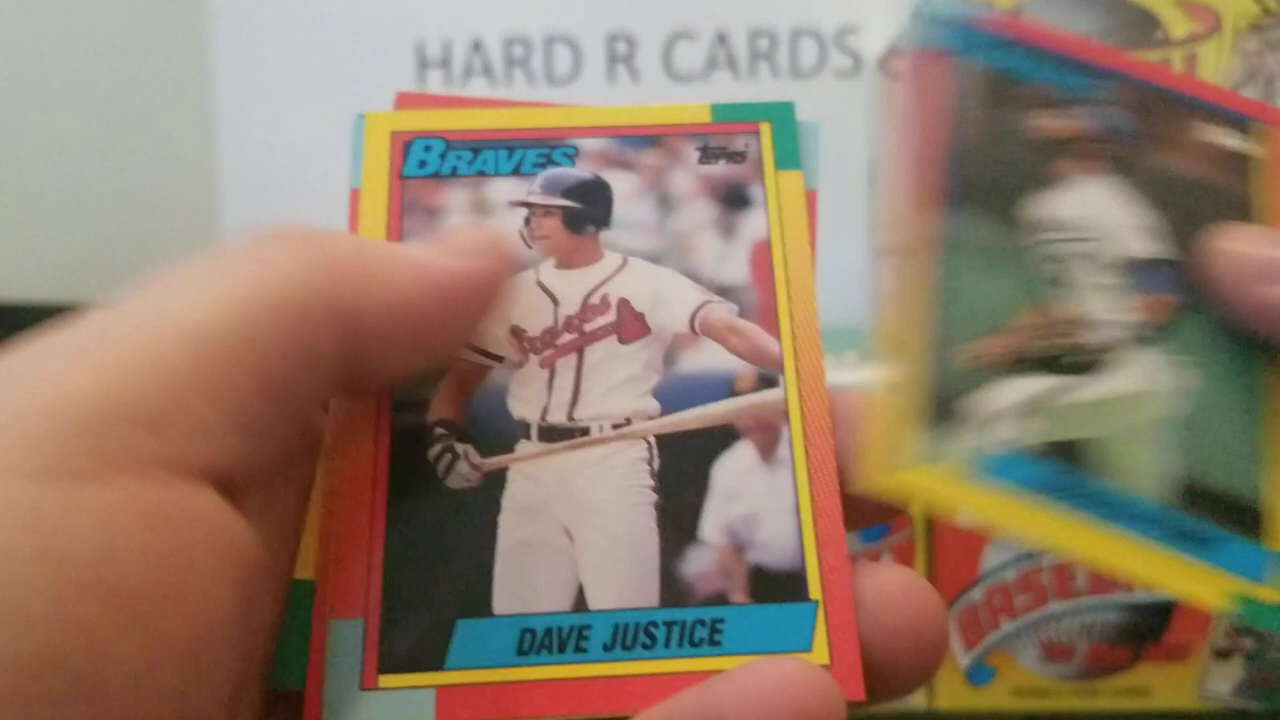 HARD R CARDS
BRAVES
TOPPS
Braves
DAVE JUSTICE